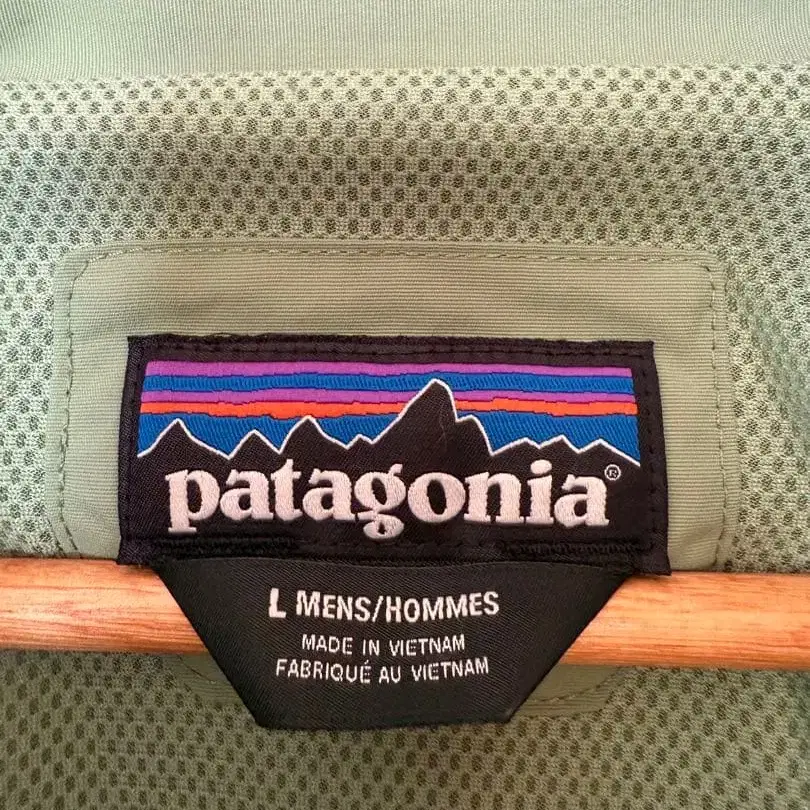 patagonia®
L MENS/HOMMES
MADE IN VIETNAM
FABRIQUÉ AU VIETNAM